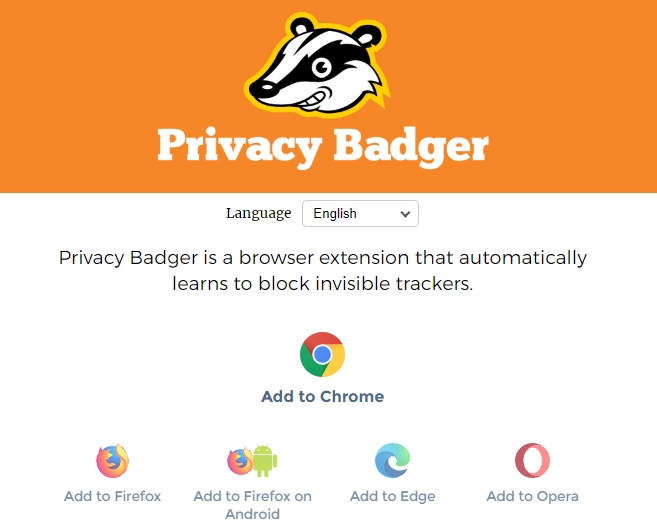 Privacy Badger
Language English
Privacy Badger is a browser extension that automatically
learns to block invisible trackers.
Add to Chrome
Add to Firefox
Add to Firefox on
Android
Add to Edge
Add to Opera